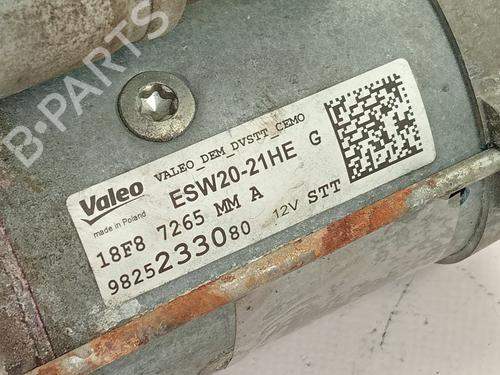 B-PARTS
VALEO_DEM_DVSTT_CEMO
Valeo ESW20-21HE G
made in Poland
18F8 7265 MM A
9825233080 12V STT